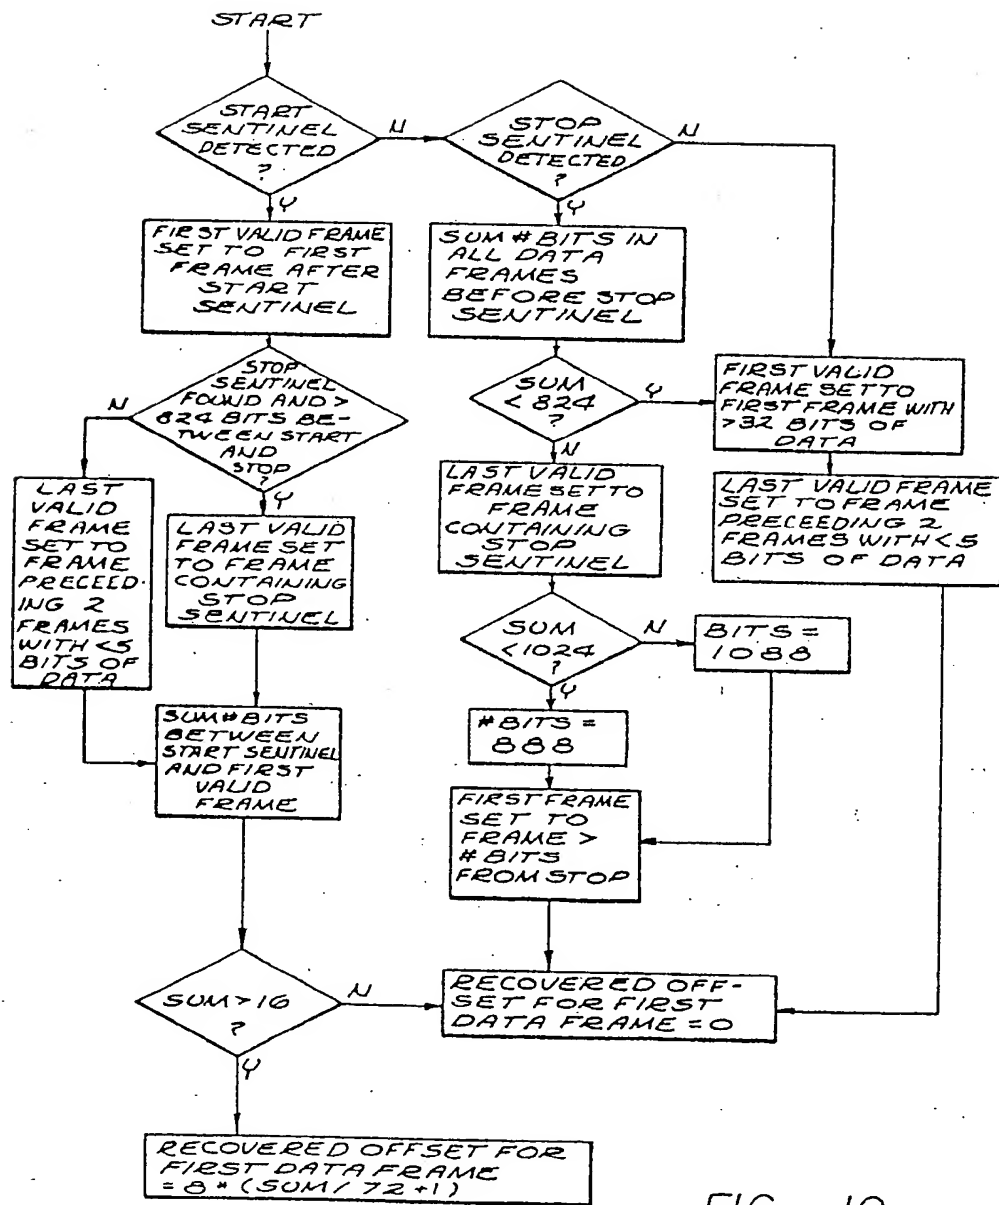 START
START
SENTINEL
DETECTED
?
N
Y
STOP
SENTINEL
DETECTED
?
N
Y
FIRST VALID FRAME
SET TO FIRST
FRAME AFTER
START
SENTINEL
SUM # BITS IN
ALL DATA
FRAMES
BEFORE STOP
SENTINEL
STOP
SENTINEL
FOUND AND >
824 BITS BE-
TWEEN START
AND
STOP
?
N
Y
SUM
< 824
?
Y
N
FIRST VALID
FRAME SET TO
FIRST FRAME WITH
>32 BITS OF
DATA
LAST
VALID
FRAME
SET TO
FRAME
PRECEED-
ING 2
FRAMES
WITH <5
BITS OF
DATA
LAST VALID
FRAME SET
TO FRAME
CONTAINING
STOP
SENTINEL
LAST VALID
FRAME SET TO
FRAME
CONTAINING
STOP
SENTINEL
LAST VALID FRAME
SET TO FRAME
PRECEEDING 2
FRAMES WITH <5
BITS OF DATA
SUM
<1024
?
N
Y
BITS =
1088
#BITS =
888
SUM # BITS
BETWEEN
START SENTINEL
AND FIRST
VALID
FRAME
FIRST FRAME
SET TO
FRAME >
# BITS
FROM STOP
SUM > 16
?
N
Y
RECOVERED OFF-
SET FOR FIRST
DATA FRAME = 0
RECOVERED OFFSET FOR
FIRST DATA FRAME
= 8 * (SUM / 72 + 1)